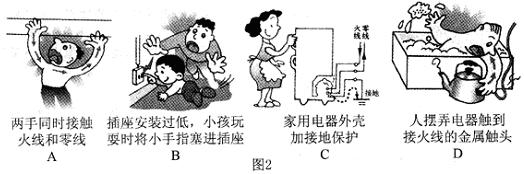 火线
零线
接地
两手同时接触
火线和零线
A
插座安装过低，小孩玩
耍时将小手指塞进插座
B
家用电器外壳
加接地保护
C
人摆弄电器触到
接火线的金属触头
D
图2